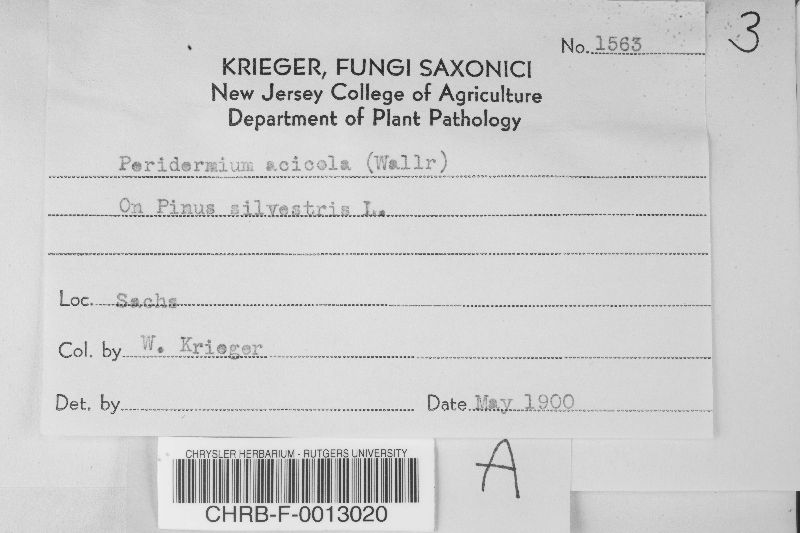 No. 1563
3
KRIEGER, FUNGI SAXONICI
New Jersey College of Agriculture
Department of Plant Pathology
Peridermium acicola (Wallr)
On Pinus silvestris L.
Loc. Sachs
Col. by W. Krieger
Det. by
Date May 1900
CHRYSLER HERBARIUM - RUTGERS UNIVERSITY
CHRB-F-0013020
A